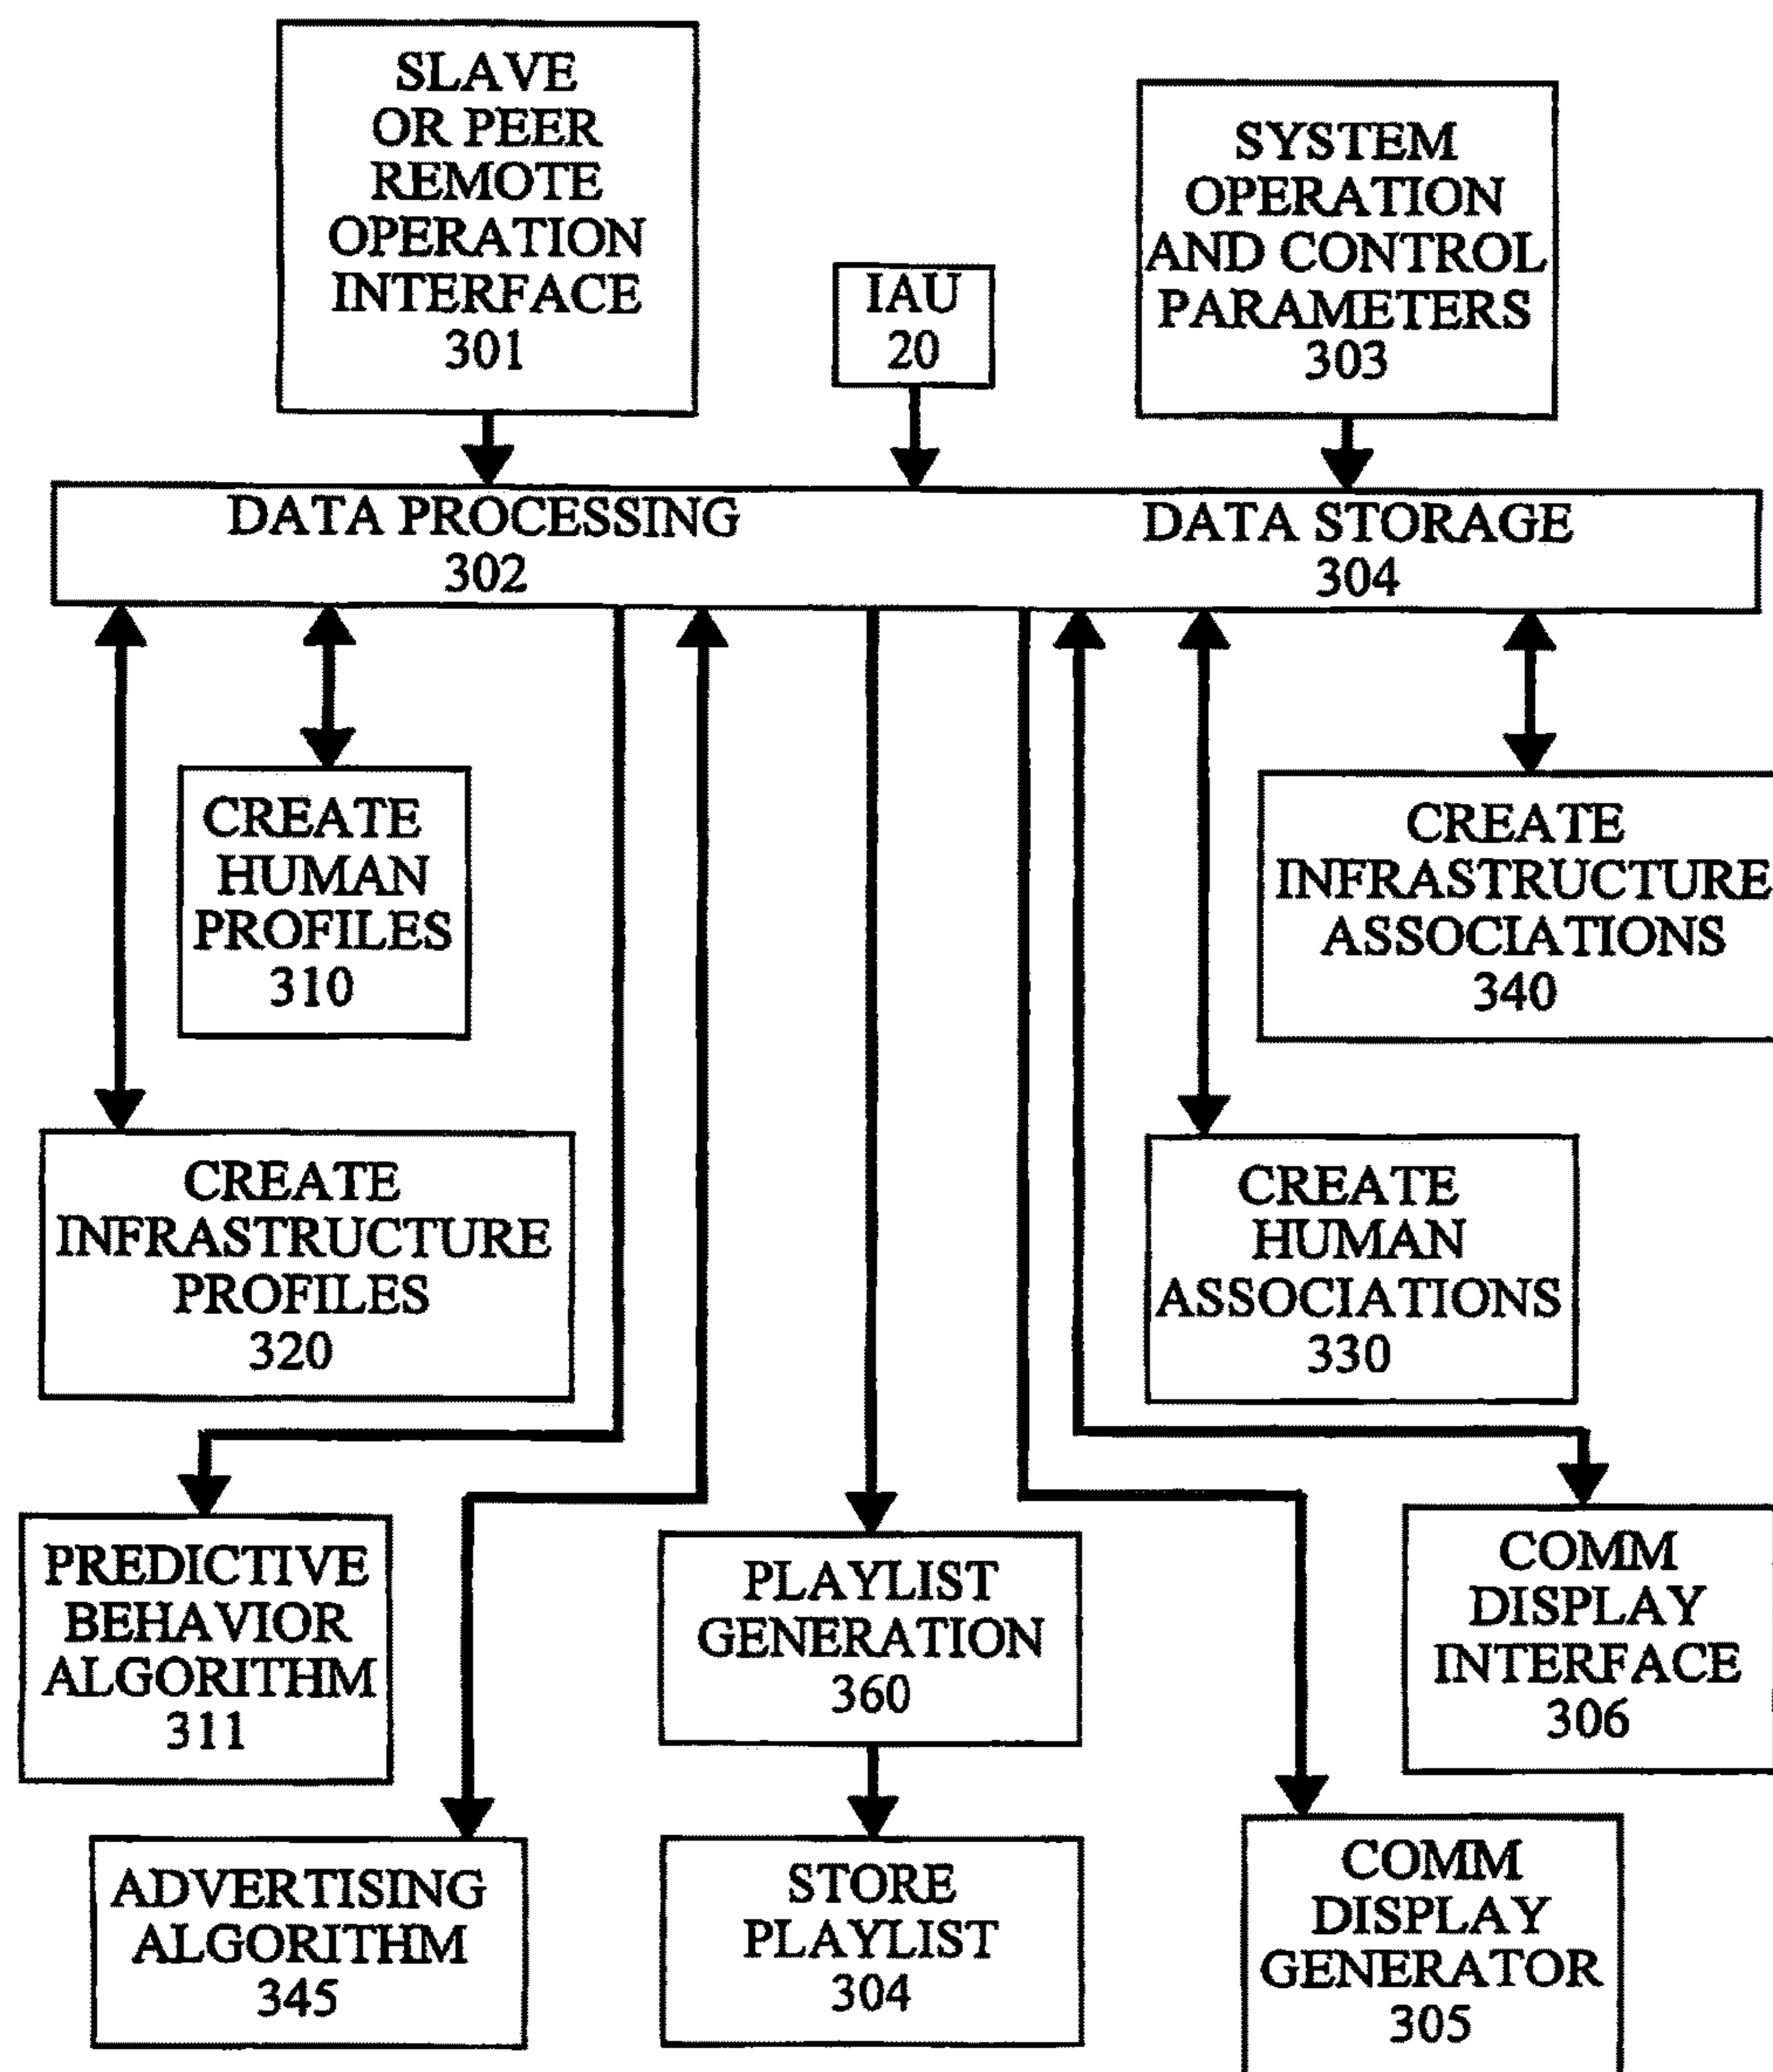 SLAVE
OR PEER
REMOTE
OPERATION
INTERFACE
301
IAU
20
SYSTEM
OPERATION
AND CONTROL
PARAMETERS
303
DATA PROCESSING
302
DATA STORAGE
304
CREATE
HUMAN
PROFILES
310
CREATE
INFRASTRUCTURE
ASSOCIATIONS
340
CREATE
INFRASTRUCTURE
PROFILES
320
CREATE
HUMAN
ASSOCIATIONS
330
PREDICTIVE
BEHAVIOR
ALGORITHM
311
PLAYLIST
GENERATION
360
COMM
DISPLAY
INTERFACE
306
ADVERTISING
ALGORITHM
345
STORE
PLAYLIST
304
COMM
DISPLAY
GENERATOR
305